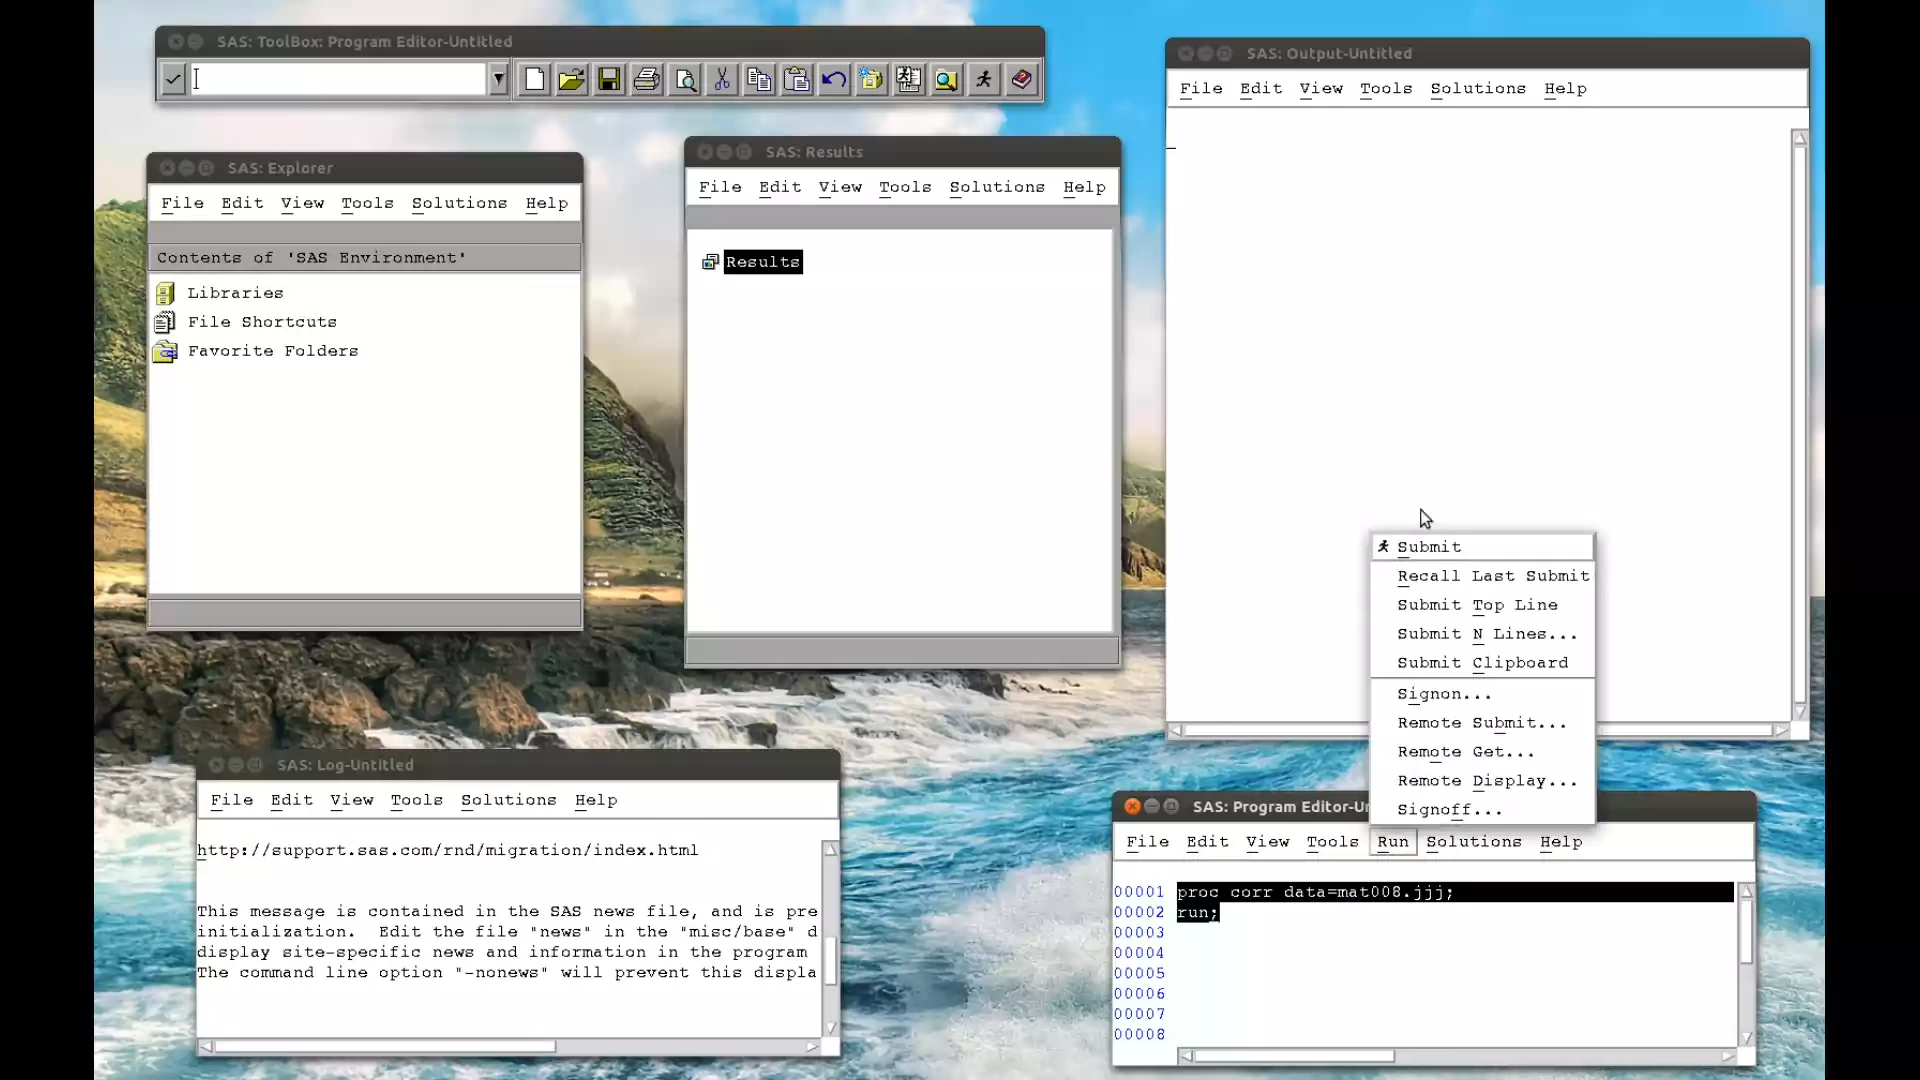 SAS: ToolBox: Program Editor-Untitled
SAS: Output-Untitled
File Edit View Tools Solutions Help
SAS: Explorer
File Edit View Tools Solutions Help
Contents of 'SAS Environment'
Libraries
File Shortcuts
Favorite Folders
SAS: Results
File Edit View Tools Solutions Help
Results
Submit
Recall Last Submit
Submit Top Line
Submit N Lines...
Submit Clipboard
Signon...
Remote Submit...
Remote Get...
Remote Display...
Signoff...
SAS: Log-Untitled
File Edit View Tools Solutions Help
http://support.sas.com/rnd/migration/index.html
This message is contained in the SAS news file, and is pre
initialization. Edit the file "news" in the "misc/base" d
display site-specific news and information in the program
The command line option "-nonews" will prevent this displa
SAS: Program Editor-Un
File Edit View Tools Run Solutions Help
00001 proc corr data=mat008.jjj;
00002 run;
00003
00004
00005
00006
00007
00008